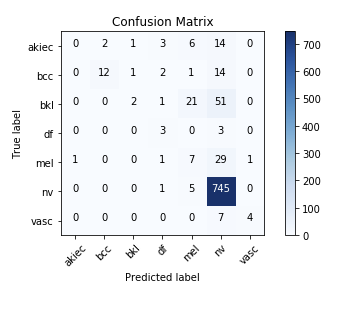 Confusion Matrix
akiec 0 2 1 3 6 14 0
bcc 0 12 1 2 1 14 0
bkl 0 0 2 1 21 51 0
df 0 0 0 3 0 3 0
mel 1 0 0 1 7 29 1
nv 0 0 0 1 5 745 0
vasc 0 0 0 0 0 7 4
akiec bcc bkl df mel nv vasc
True label
Predicted label
700
600
500
400
300
200
100
0